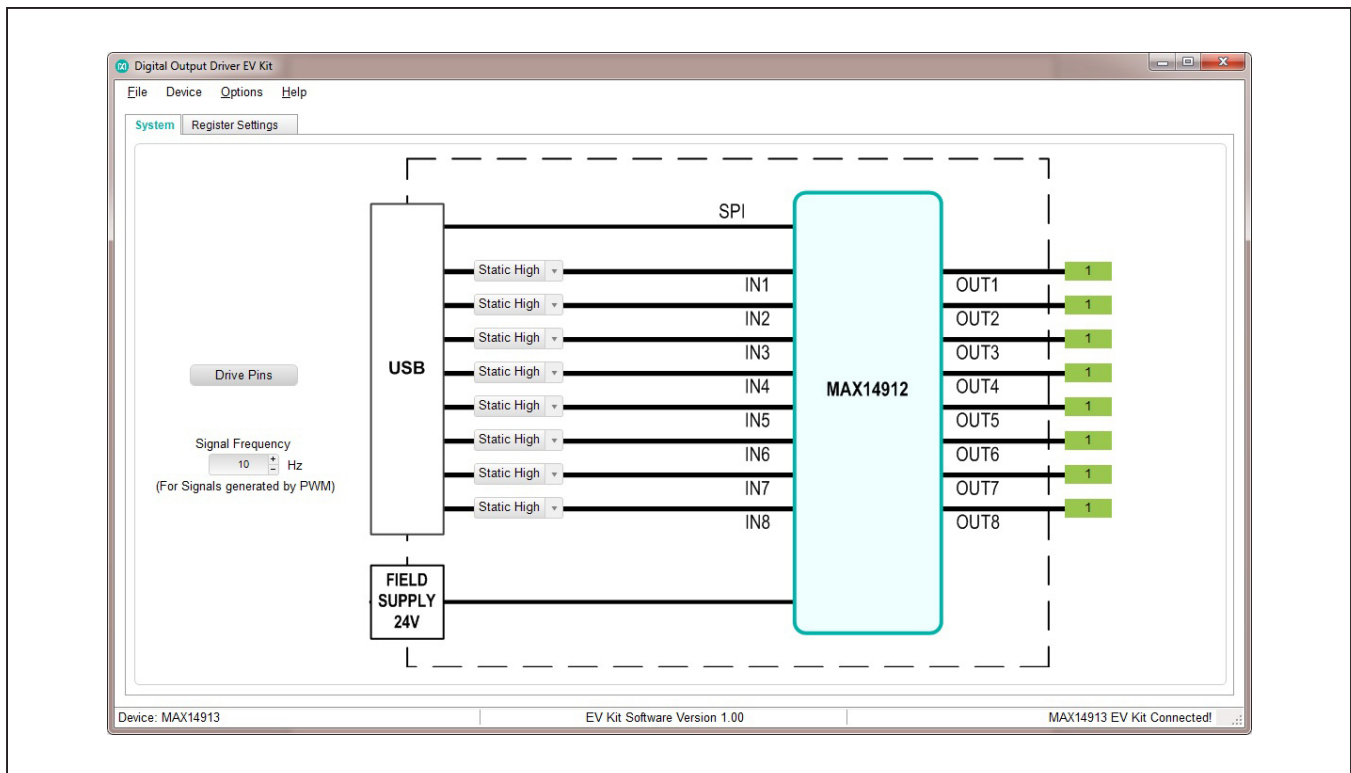 Digital Output Driver EV Kit
File Device Options Help
System Register Settings
SPI
Static High IN1 OUT1 1
Static High IN2 OUT2 1
Static High IN3 OUT3 1
Static High IN4 OUT4 1
Static High IN5 OUT5 1
Static High IN6 OUT6 1
Static High IN7 OUT7 1
Static High IN8 OUT8 1
USB
MAX14912
Drive Pins
Signal Frequency
10 + - Hz
(For Signals generated by PWM)
FIELD
SUPPLY
24V
Device: MAX14913 EV Kit Software Version 1.00 MAX14913 EV Kit Connected!